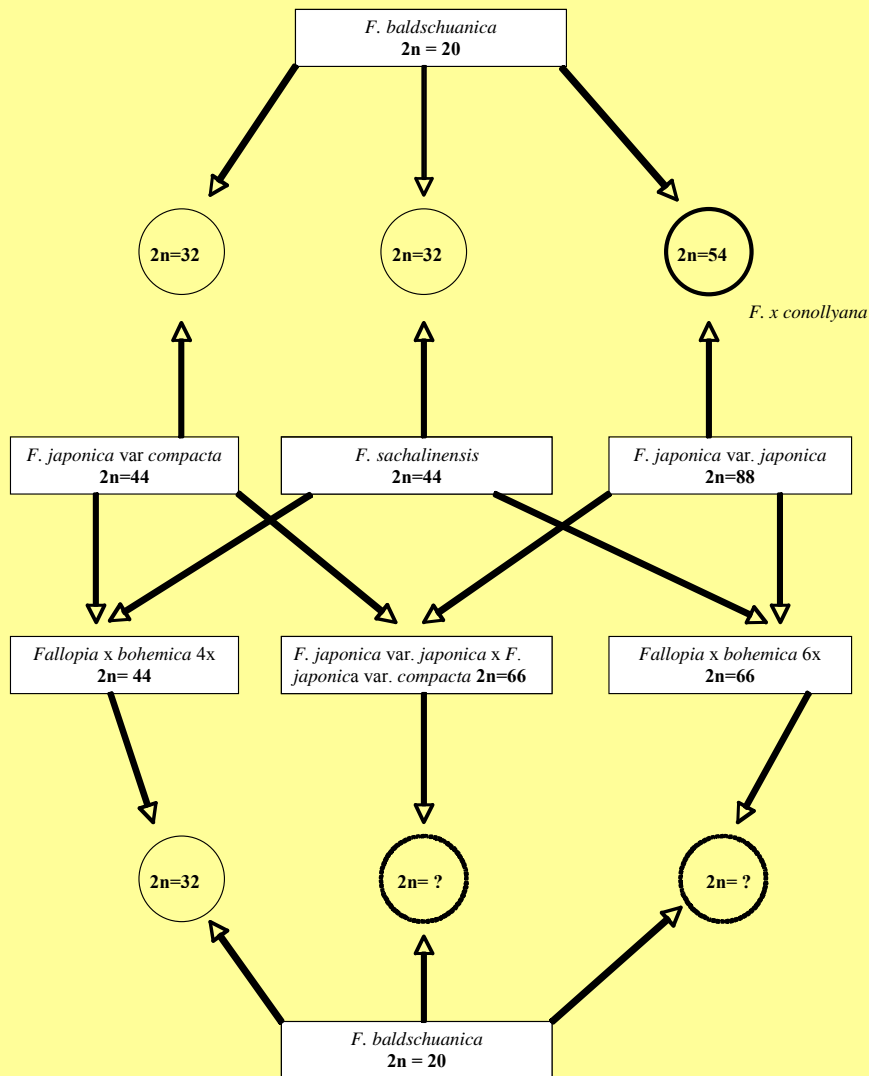 F. baldschuanica
2n = 20
2n=32
2n=32
2n=54
F. x conollyana
F. japonica var compacta
2n=44
F. sachalinensis
2n=44
F. japonica var. japonica
2n=88
Fallopia x bohemica 4x
2n= 44
F. japonica var. japonica x F.
japonica var. compacta 2n=66
Fallopia x bohemica 6x
2n=66
2n=32
2n= ?
2n= ?
F. baldschuanica
2n = 20